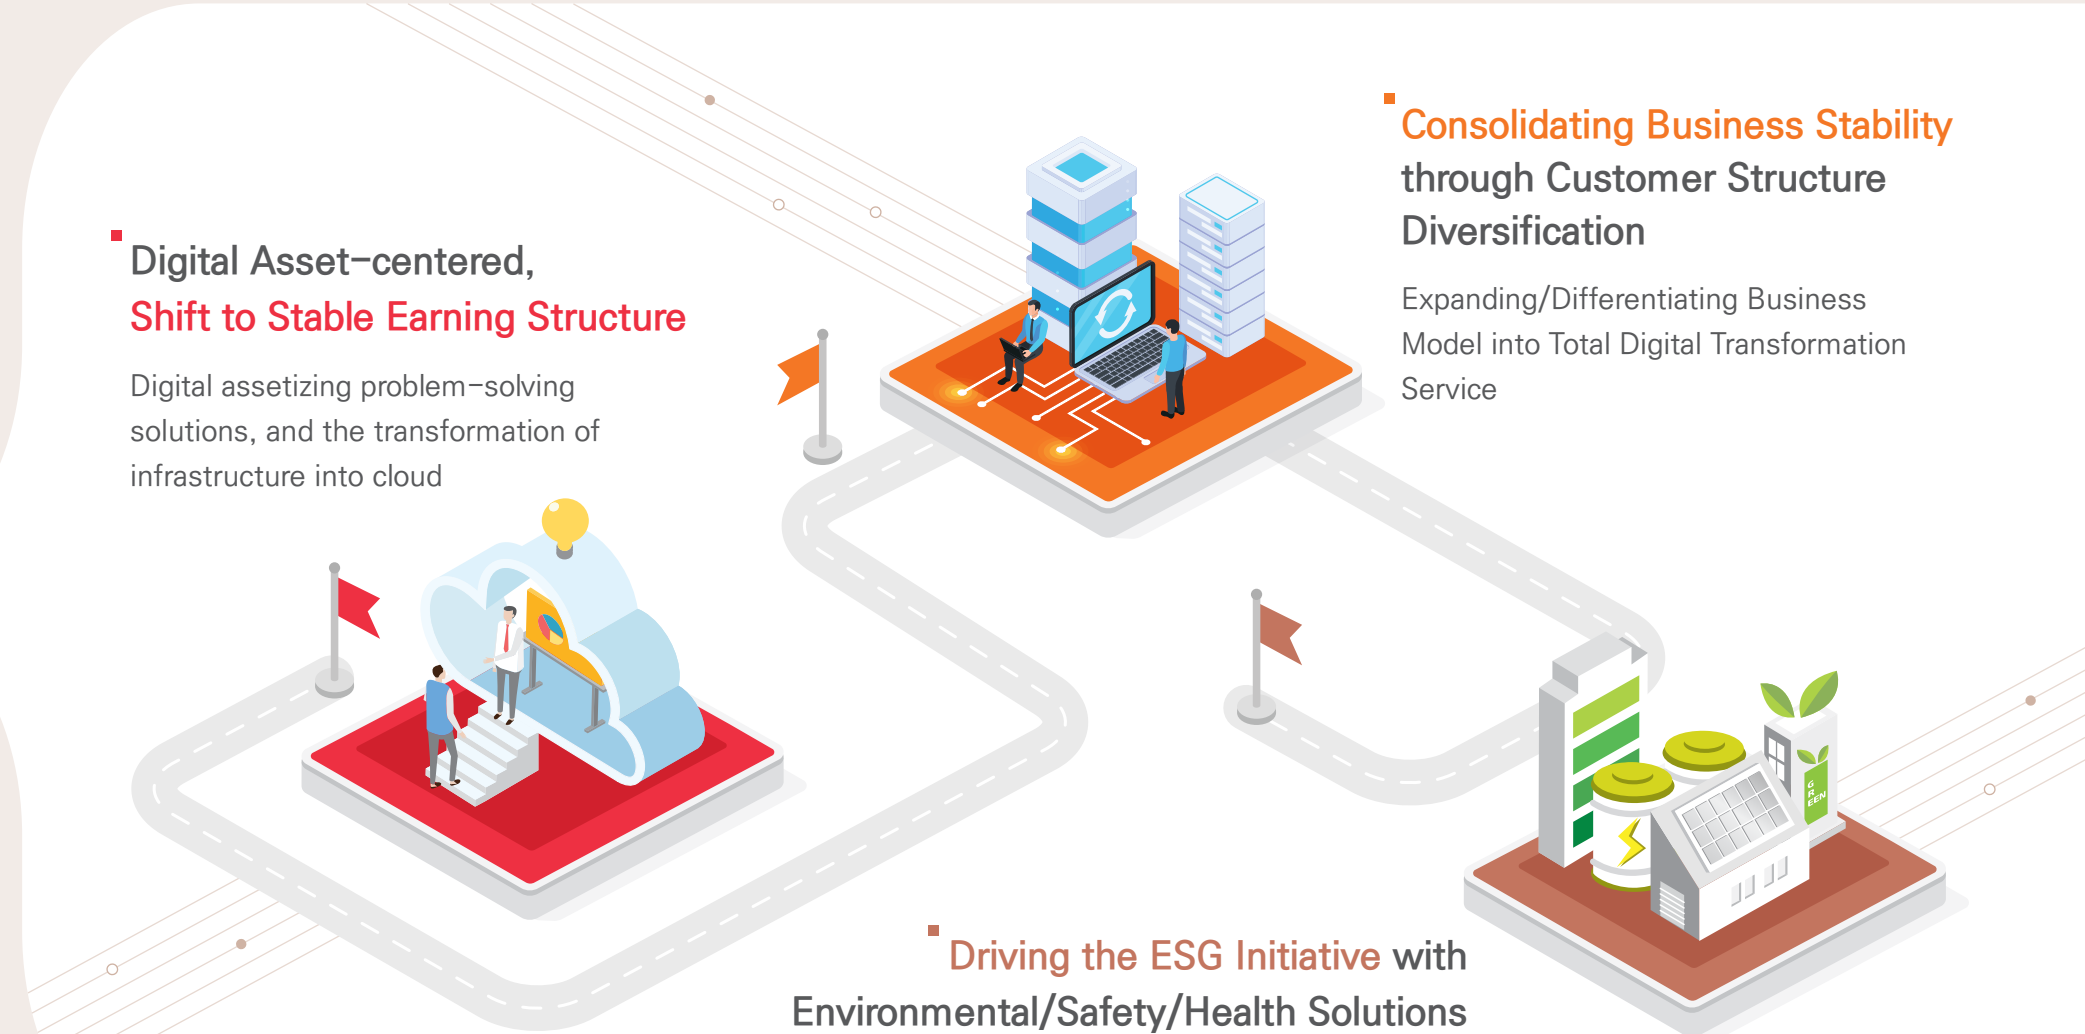 Digital Asset-centered,
Shift to Stable Earning Structure
Digital assetizing problem-solving
solutions, and the transformation of
infrastructure into cloud
Consolidating Business Stability
through Customer Structure
Diversification
Expanding/Differentiating Business
Model into Total Digital Transformation
Service
GREEN
Driving the ESG Initiative with
Environmental/Safety/Health Solutions